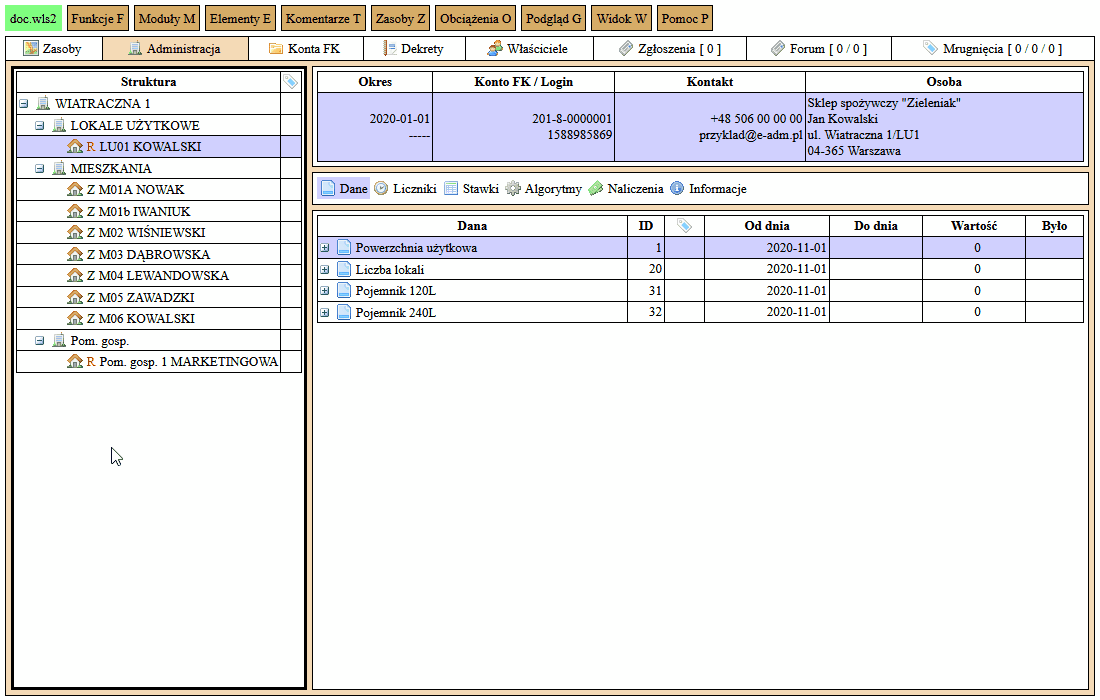 doc.wls2 Funkcje F Moduły M Elementy E Komentarze T Zasoby Z Obciążenia O Podgląd G Widok W Pomoc P
Zasoby Administracja Konta FK Dekrety Właściciele Zgłoszenia [ 0 ] Forum [ 0 / 0 ] Mrugnięcia [ 0 / 0 / 0 ]
Struktura
WIATRACZNA 1
LOKALE UŻYTKOWE
R LU01 KOWALSKI
MIESZKANIA
Z M01A NOWAK
Z M01b IWANIUK
Z M02 WIŚNIEWSKI
Z M03 DĄBROWSKA
Z M04 LEWANDOWSKA
Z M05 ZAWADZKI
Z M06 KOWALSKI
Pom. gosp.
R Pom. gosp. 1 MARKETINGOWA
Okres Konto FK / Login Kontakt Osoba
Sklep spożywczy "Zieleniak"
2020-01-01 201-8-0000001 +48 506 00 00 00 Jan Kowalski
----- 1588985869 przyklad@e-adm.pl ul. Wiatraczna 1/LU1
04-365 Warszawa
Dane Liczniki Stawki Algorytmy Naliczenia Informacje
Dana ID Od dnia Do dnia Wartość Było
Powerzchnia użytkowa 1 2020-11-01 0
Liczba lokali 20 2020-11-01 0
Pojemnik 120L 31 2020-11-01 0
Pojemnik 240L 32 2020-11-01 0